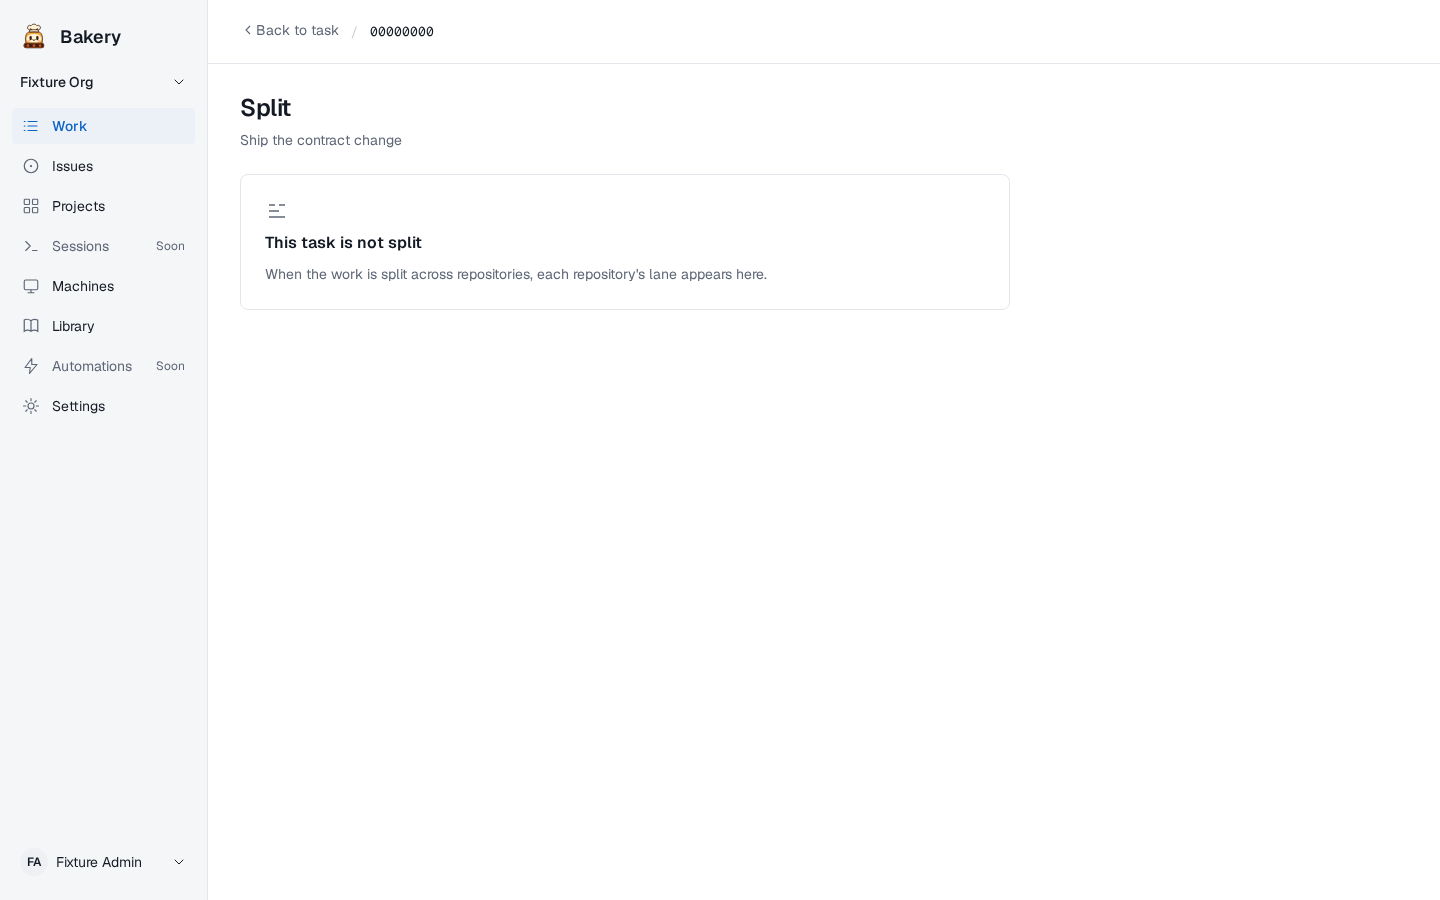 Bakery
Fixture Org
Work
Issues
Projects
Sessions Soon
Machines
Library
Automations Soon
Settings
FA Fixture Admin
Back to task / 00000000
Split
Ship the contract change
This task is not split
When the work is split across repositories, each repository's lane appears here.